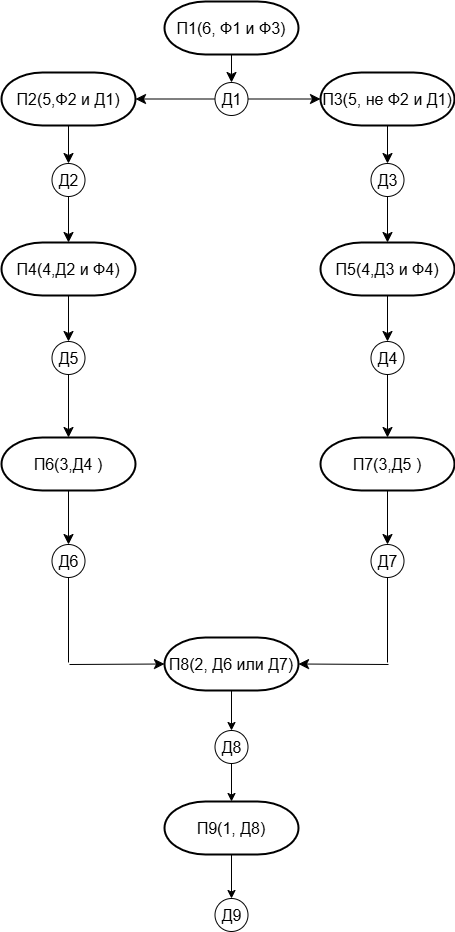 П1(6, Ф1 и Ф3)
П2(5,Ф2 и Д1)
Д1
П3(5, не Ф2 и Д1)
Д2
Д3
П4(4,Д2 и Ф4)
П5(4,Д3 и Ф4)
Д5
Д4
П6(3,Д4 )
П7(3,Д5 )
Д6
Д7
П8(2, Д6 или Д7)
Д8
П9(1, Д8)
Д9